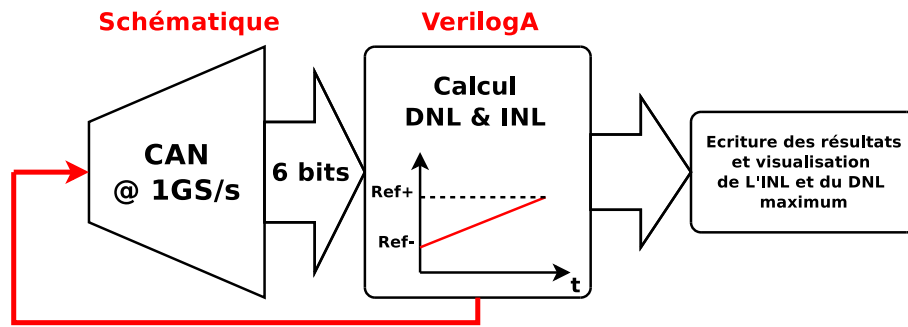 Schématique
VerilogA
CAN
@ 1GS/s
6 bits
Calcul
DNL & INL
Ref+
Ref-
t
Ecriture des résultats
et visualisation
de L'INL et du DNL
maximum